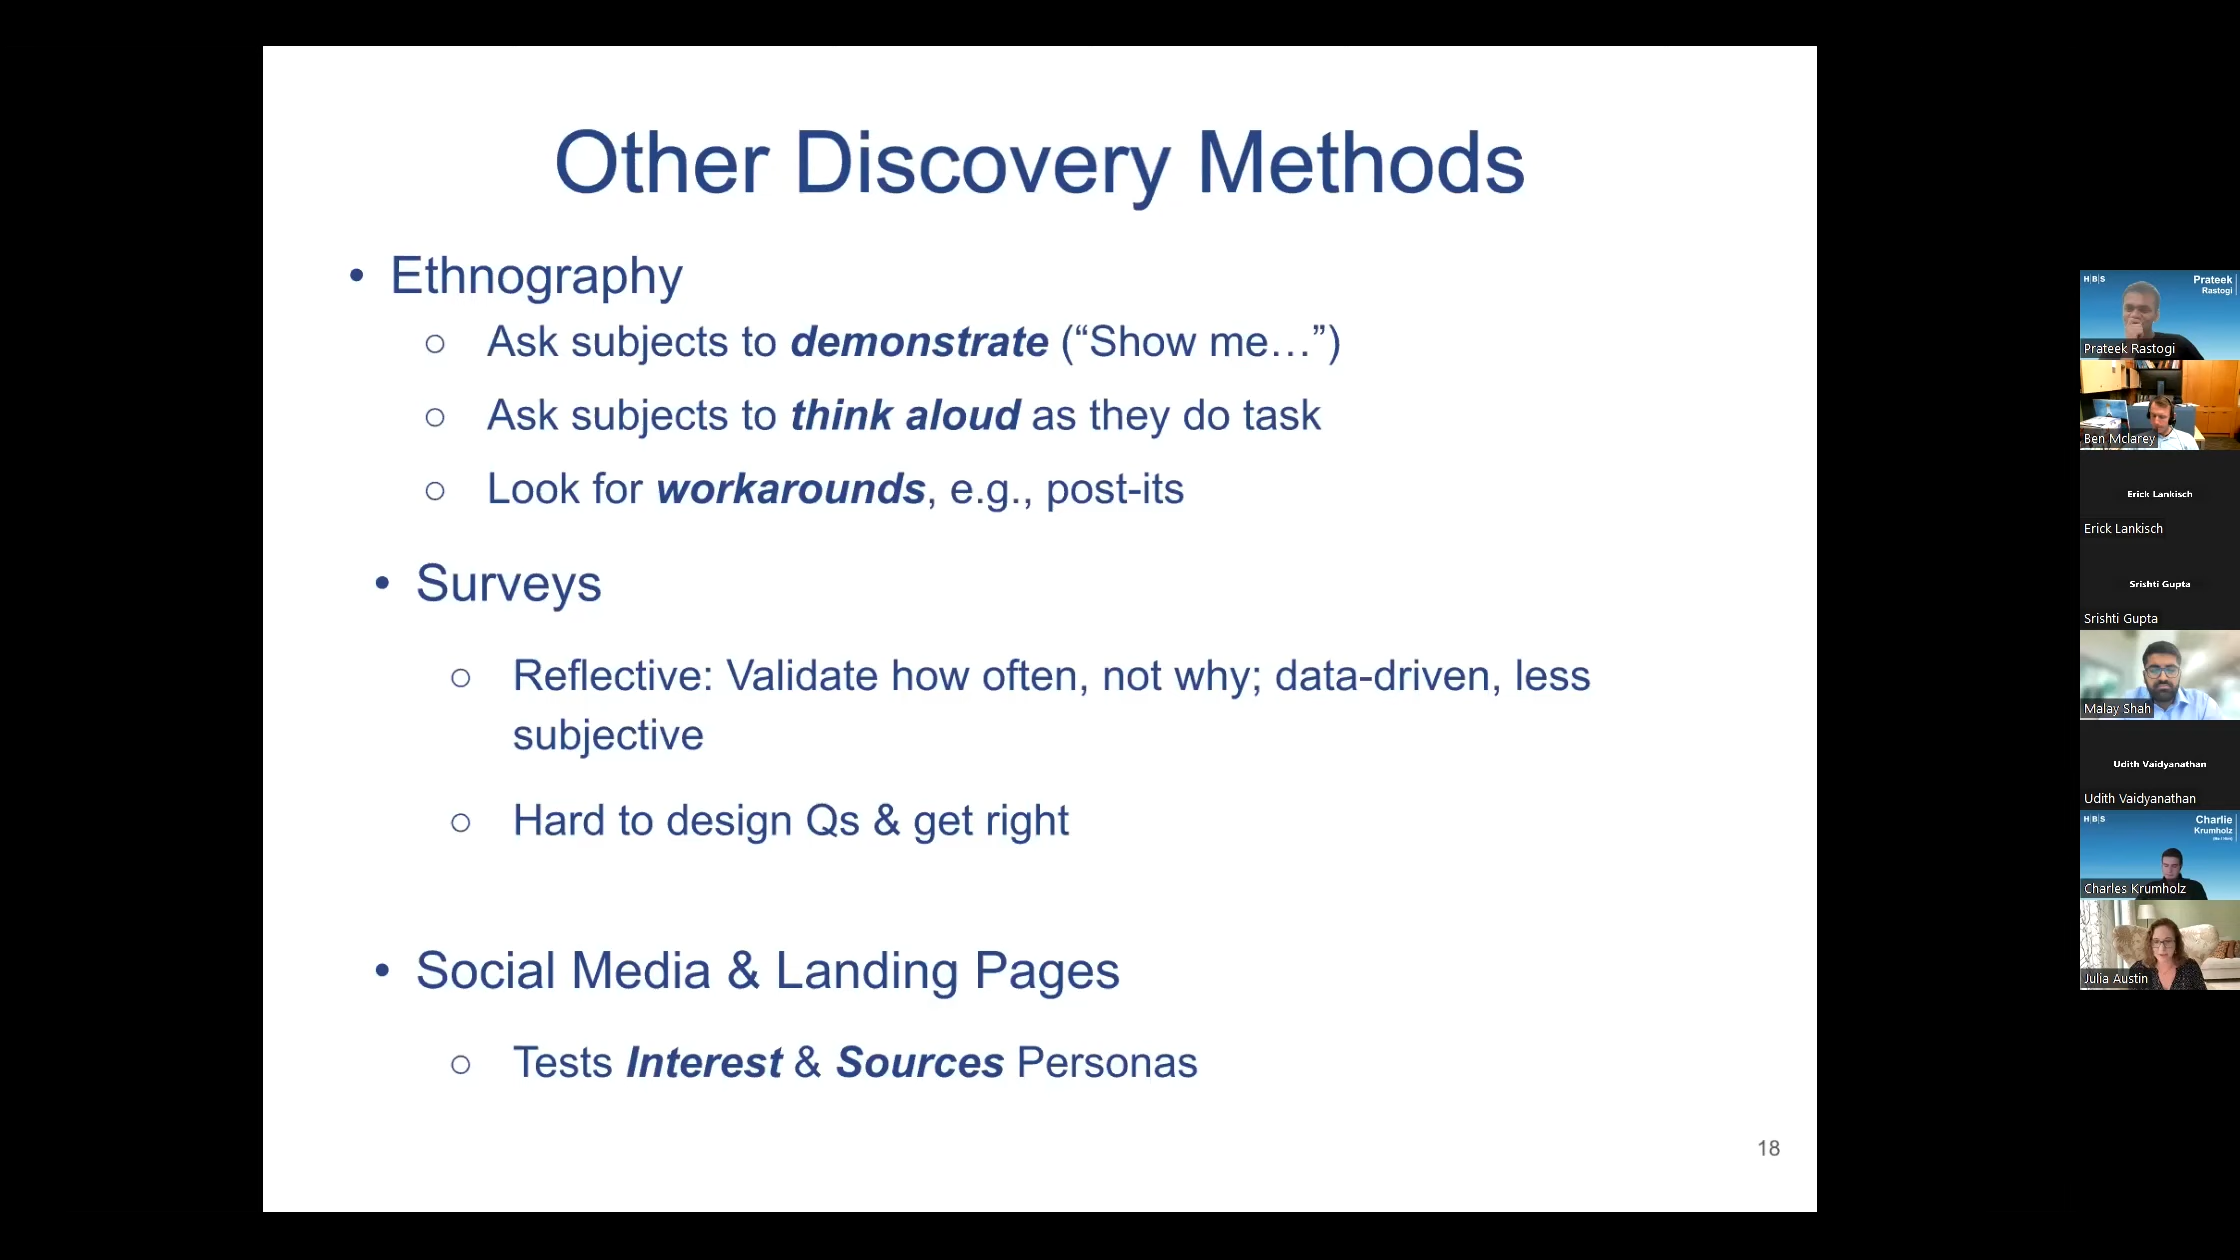 Other Discovery Methods
• Ethnography
○ Ask subjects to demonstrate (“Show me…”)
○ Ask subjects to think aloud as they do task
○ Look for workarounds, e.g., post-its
• Surveys
○ Reflective: Validate how often, not why; data-driven, less
subjective
○ Hard to design Qs & get right
• Social Media & Landing Pages
○ Tests Interest & Sources Personas
18
H|B|S
Prateek
Rastogi
Prateek Rastogi
Ben Mclarey
Erick Lankisch
Erick Lankisch
Srishti Gupta
Srishti Gupta
Malay Shah
Udith Vaidyanathan
Udith Vaidyanathan
H|B|S
Charlie
Krumholz
Charles Krumholz
Julia Austin